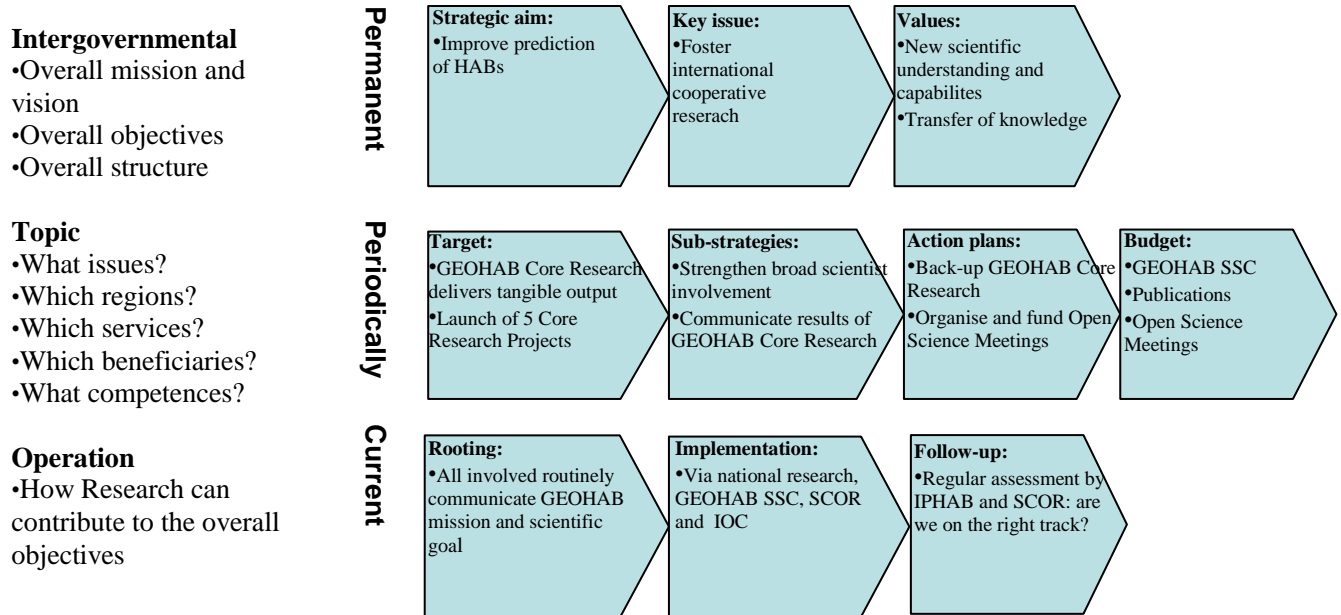 Intergovernmental
•Overall mission and
vision
•Overall objectives
•Overall structure
Permanent
Strategic aim:
•Improve prediction
of HABs
Key issue:
•Foster
international
cooperative
reserach
Values:
•New scientific
understanding and
capabilites
•Transfer of knowledge
Topic
•What issues?
•Which regions?
•Which services?
•Which beneficiaries?
•What competences?
Periodically
Target:
•GEOHAB Core Research
delivers tangible output
•Launch of 5 Core
Research Projects
Sub-strategies:
•Strengthen broad scientist
involvement
•Communicate results of
GEOHAB Core Research
Action plans:
•Back-up GEOHAB Core
Research
•Organise and fund Open
Science Meetings
Budget:
•GEOHAB SSC
•Publications
•Open Science
Meetings
Operation
•How Research can
contribute to the overall
objectives
Current
Rooting:
•All involved routinely
communicate GEOHAB
mission and scientific
goal
Implementation:
•Via national research,
GEOHAB SSC, SCOR
and IOC
Follow-up:
•Regular assessment by
IPHAB and SCOR: are
we on the right track?